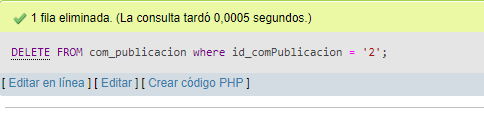 1 fila eliminada. (La consulta tardó 0,0005 segundos.)
DELETE FROM com_publicacion where id_comPublicacion = '2';
[ Editar en línea ] [ Editar ] [ Crear código PHP ]